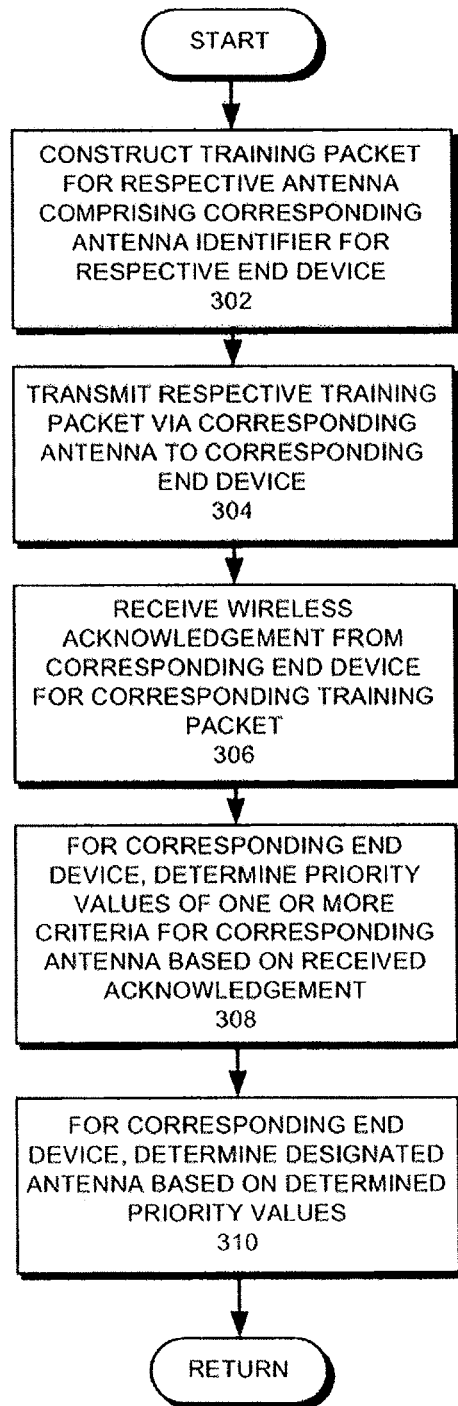 START
CONSTRUCT TRAINING PACKET
FOR RESPECTIVE ANTENNA
COMPRISING CORRESPONDING
ANTENNA IDENTIFIER FOR
RESPECTIVE END DEVICE
302
TRANSMIT RESPECTIVE TRAINING
PACKET VIA CORRESPONDING
ANTENNA TO CORRESPONDING
END DEVICE
304
RECEIVE WIRELESS
ACKNOWLEDGEMENT FROM
CORRESPONDING END DEVICE
FOR CORRESPONDING TRAINING
PACKET
306
FOR CORRESPONDING END
DEVICE, DETERMINE PRIORITY
VALUES OF ONE OR MORE
CRITERIA FOR CORRESPONDING
ANTENNA BASED ON RECEIVED
ACKNOWLEDGEMENT
308
FOR CORRESPONDING END
DEVICE, DETERMINE DESIGNATED
ANTENNA BASED ON DETERMINED
PRIORITY VALUES
310
RETURN